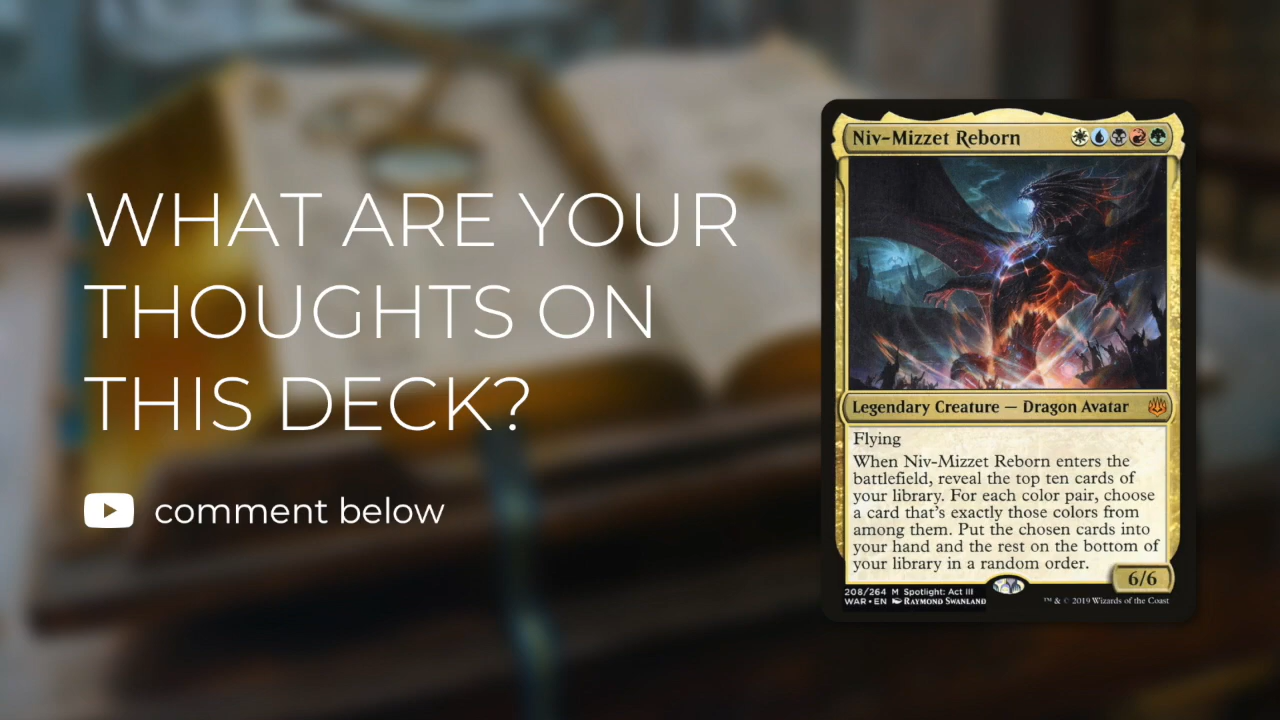 WHAT ARE YOUR
THOUGHTS ON
THIS DECK?
comment below
Niv-Mizzet Reborn
Legendary Creature — Dragon Avatar
Flying
When Niv-Mizzet Reborn enters the
battlefield, reveal the top ten cards of
your library. For each color pair, choose
a card that's exactly those colors from
among them. Put the chosen cards into
your hand and the rest on the bottom of
your library in a random order.
6/6
208/264 M Spotlight: Act III
WAR • EN RAYMOND SWANLAND
™ & © 2019 Wizards of the Coast